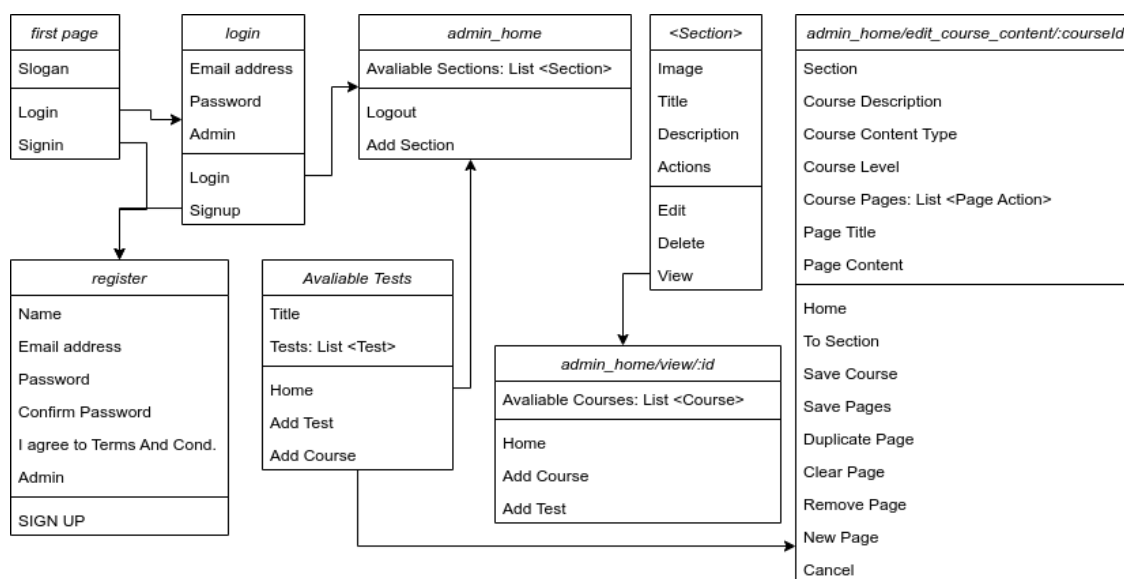 first page
Slogan
Login
Signin
login
Email address
Password
Admin
Login
Signup
admin_home
Avaliable Sections: List <Section>
Logout
Add Section
<Section>
Image
Title
Description
Actions
Edit
Delete
View
admin_home/edit_course_content/:courseId
Section
Course Description
Course Content Type
Course Level
Course Pages: List <Page Action>
Page Title
Page Content
Home
To Section
Save Course
Save Pages
Duplicate Page
Clear Page
Remove Page
New Page
Cancel
register
Name
Email address
Password
Confirm Password
I agree to Terms And Cond.
Admin
SIGN UP
Avaliable Tests
Title
Tests: List <Test>
Home
Add Test
Add Course
admin_home/view/:id
Avaliable Courses: List <Course>
Home
Add Course
Add Test